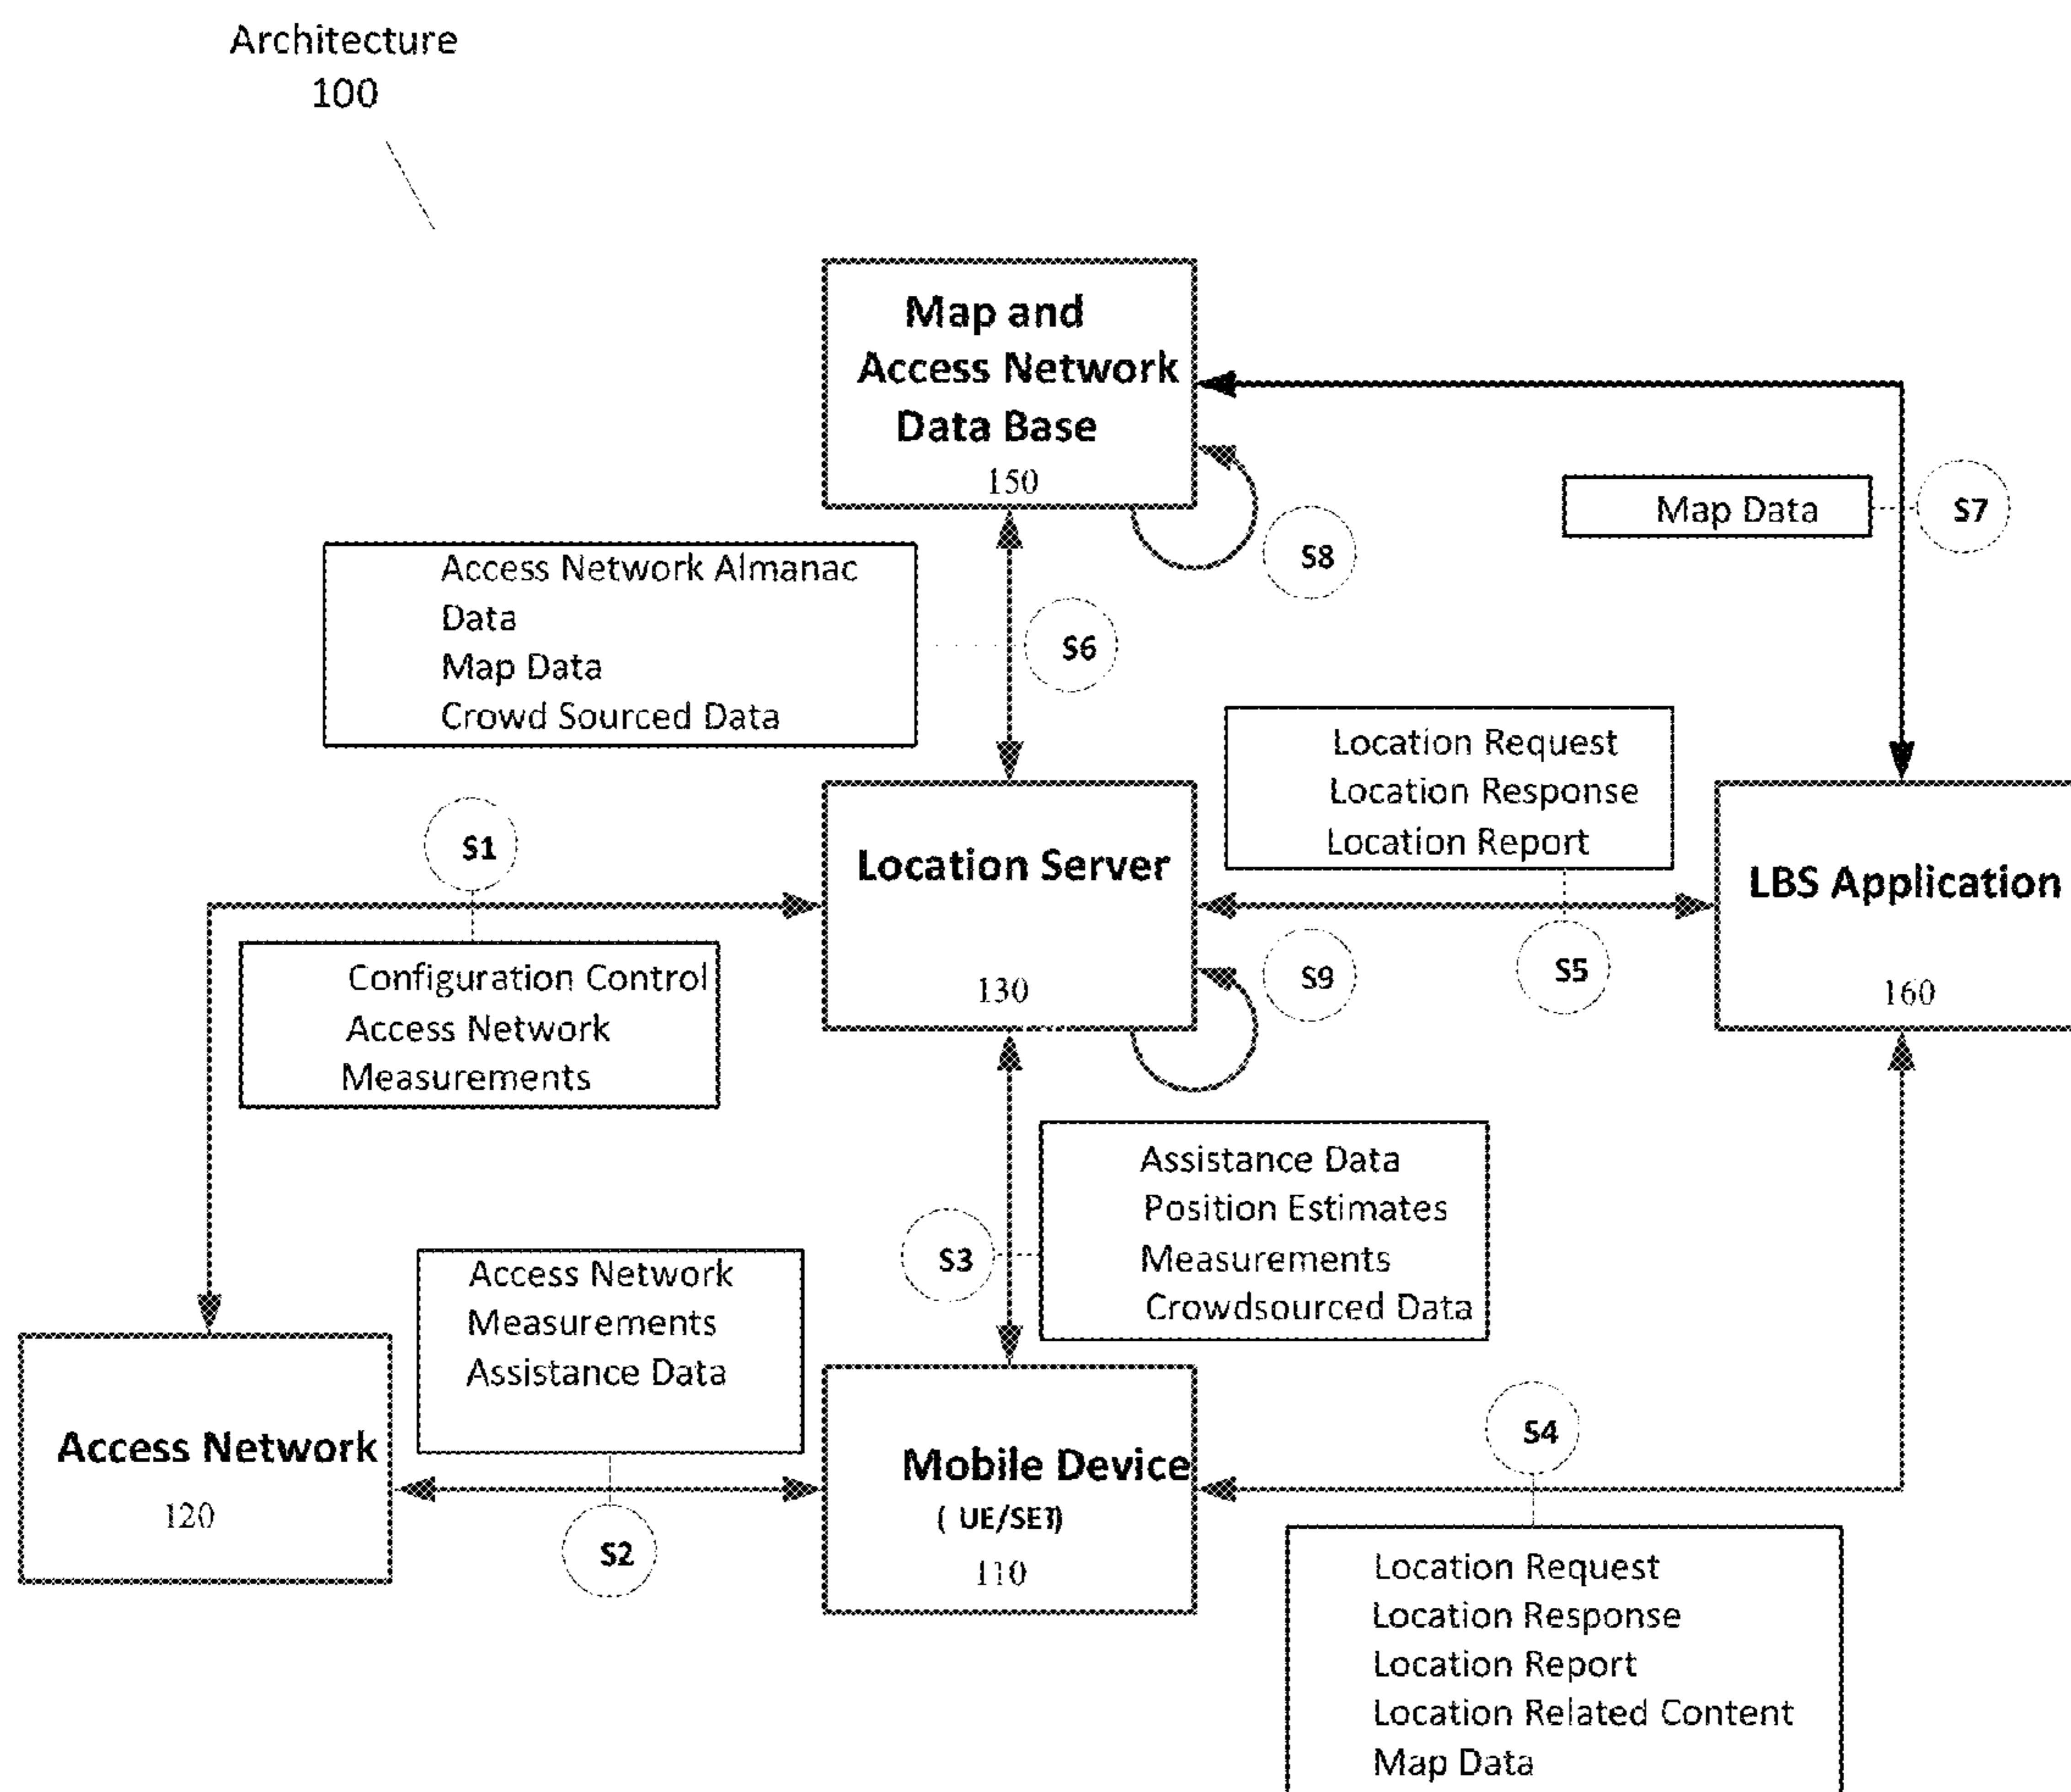 Architecture
100
Map and
Access Network
Data Base
150
Map Data
S7
S8
Access Network Almanac
Data
Map Data
Crowd Sourced Data
S6
Location Request
Location Response
Location Report
S1
Location Server
130
LBS Application
160
S9
S5
Configuration Control
Access Network
Measurements
Assistance Data
Position Estimates
Measurements
Crowdsourced Data
S3
Access Network
Measurements
Assistance Data
Access Network
120
S2
Mobile Device
( UE/SET)
110
S4
Location Request
Location Response
Location Report
Location Related Content
Map Data